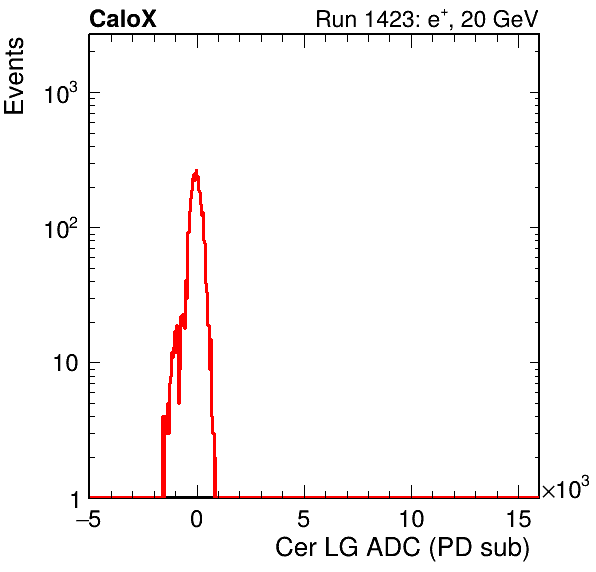 CaloX Run 1423: e⁺, 20 GeV
Events
10³
10²
10
1
−5 0 5 10 15 ×10³
Cer LG ADC (PD sub)